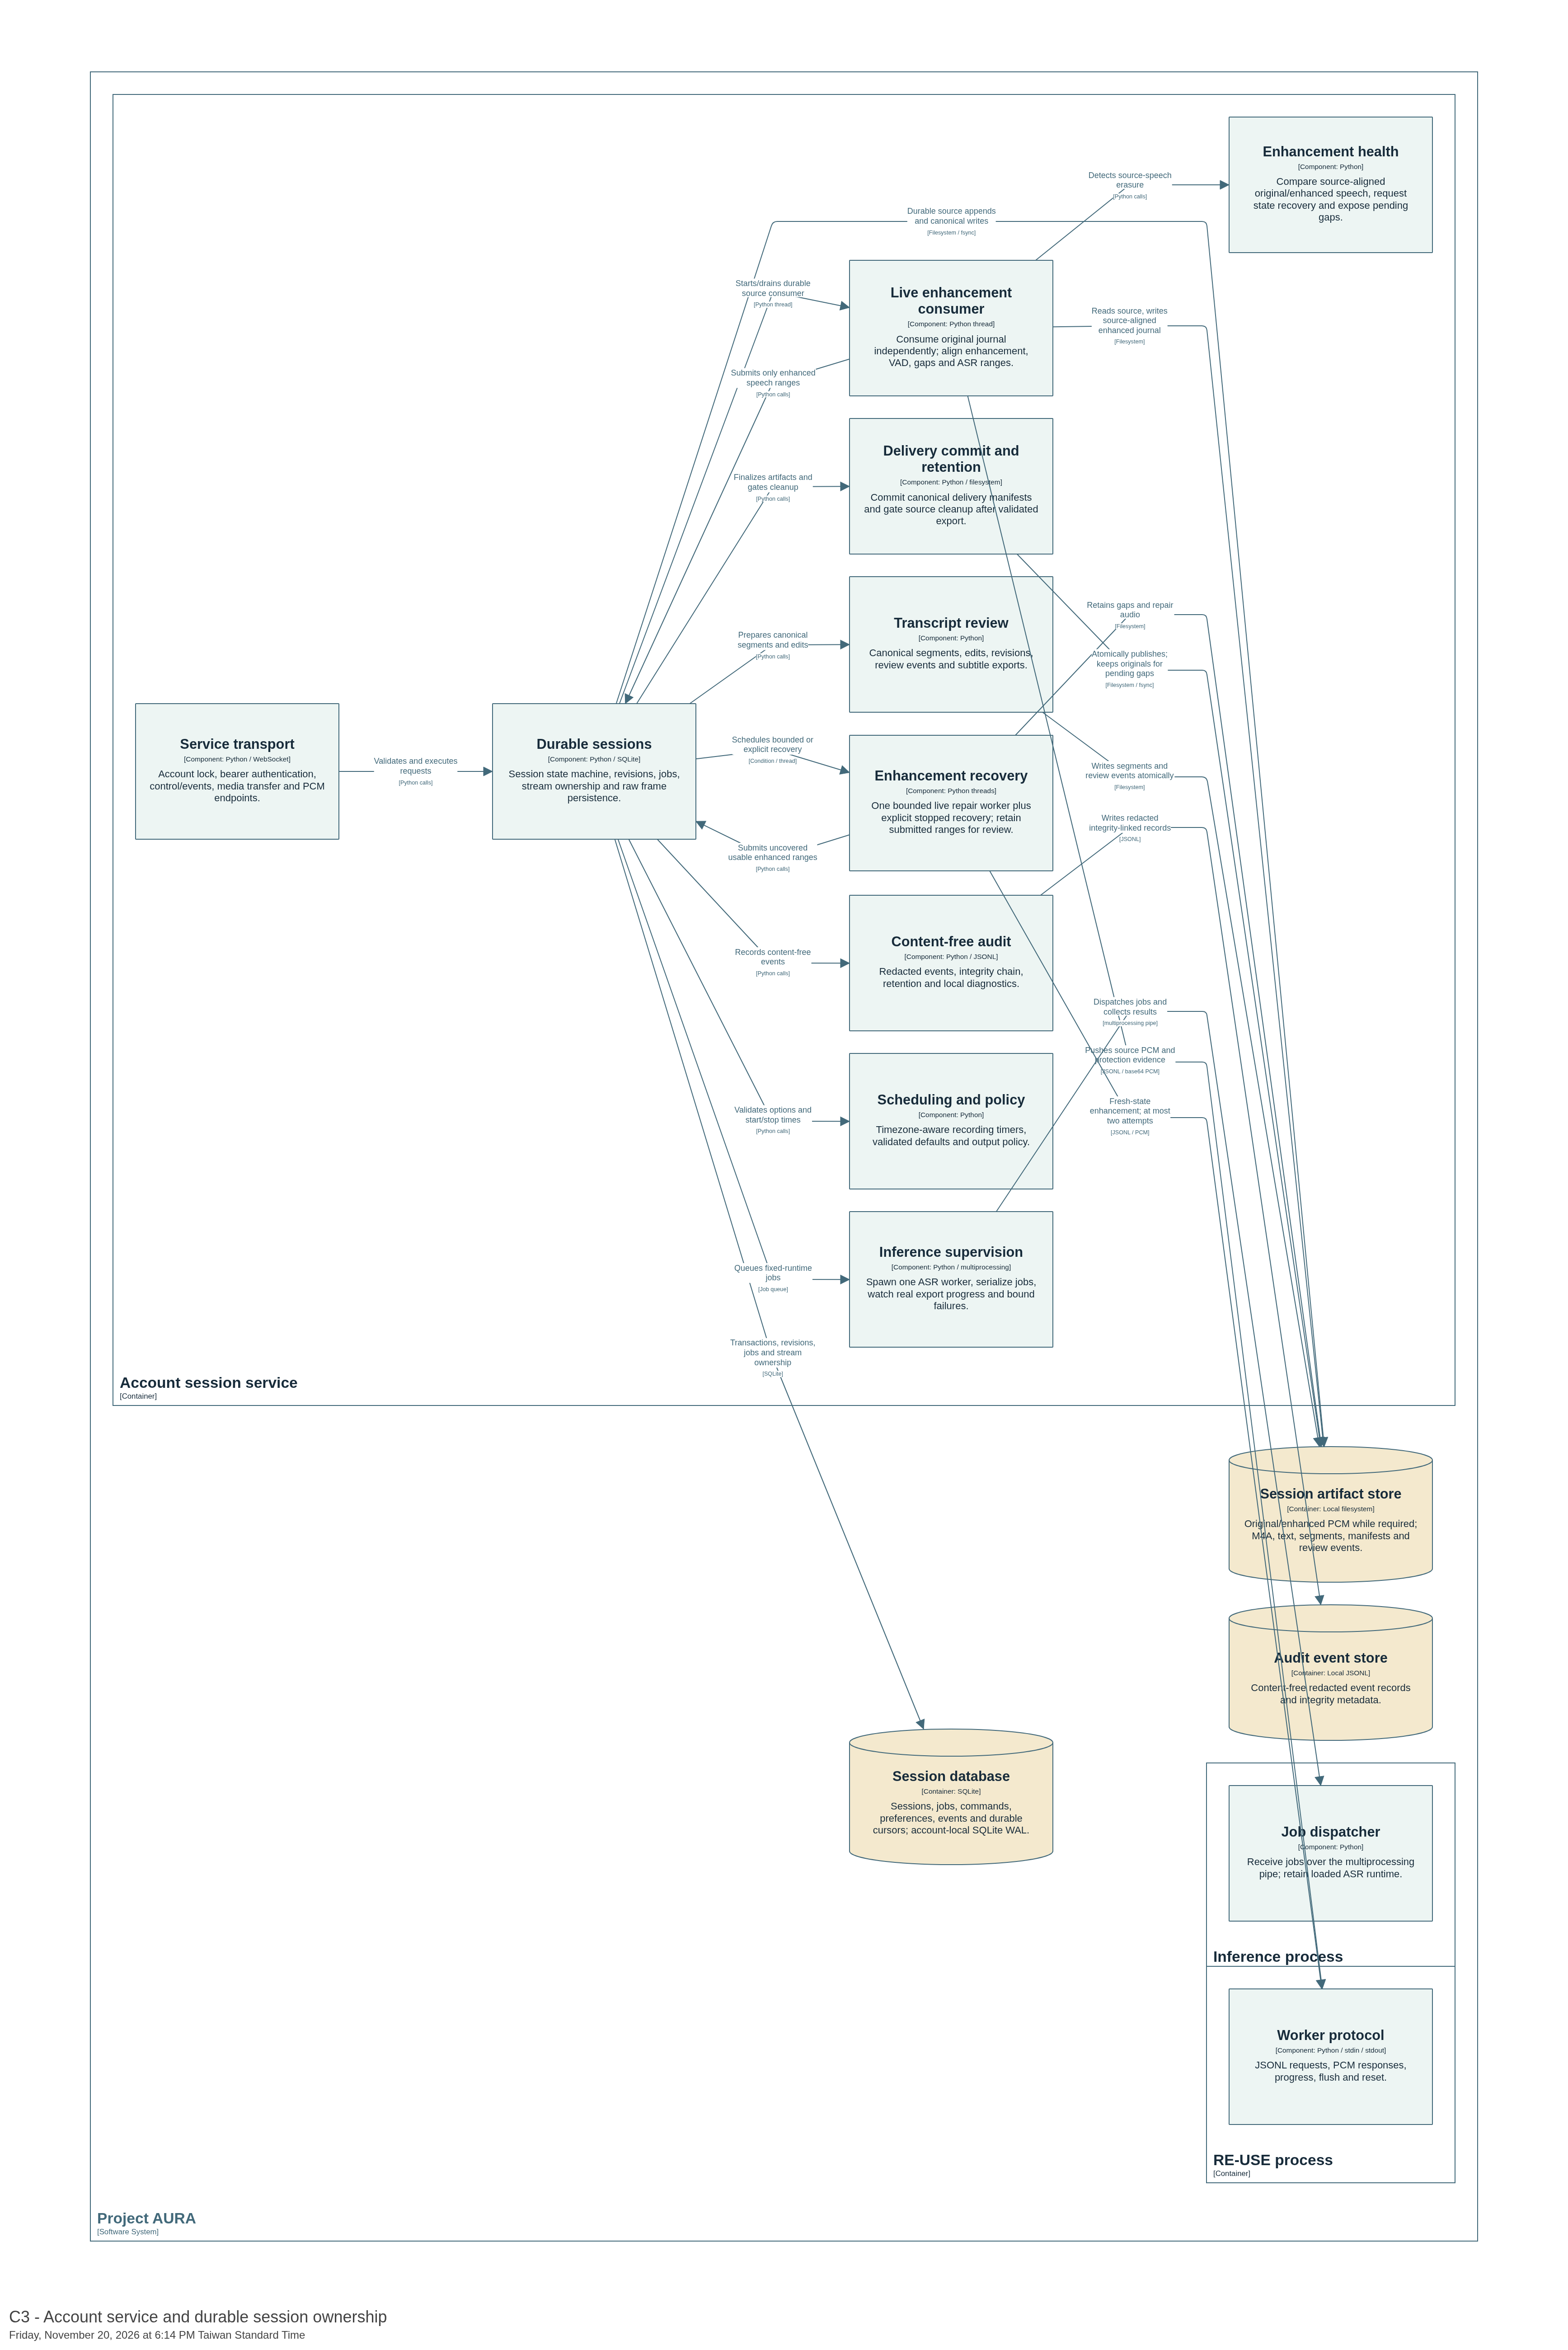 Enhancement health
[Component: Python]
Compare source-aligned
original/enhanced speech, request
state recovery and expose pending
gaps.
Detects source-speech
erasure
[Python calls]
Durable source appends
and canonical writes
[Filesystem / fsync]
Starts/drains durable
source consumer
[Python thread]
Live enhancement
consumer
[Component: Python thread]
Consume original journal
independently; align enhancement,
VAD, gaps and ASR ranges.
Reads source, writes
source-aligned
enhanced journal
[Filesystem]
Submits only enhanced
speech ranges
[Python calls]
Finalizes artifacts and
gates cleanup
[Python calls]
Delivery commit and
retention
[Component: Python / filesystem]
Commit canonical delivery manifests
and gate source cleanup after validated
export.
Prepares canonical
segments and edits
[Python calls]
Transcript review
[Component: Python]
Canonical segments, edits, revisions,
review events and subtitle exports.
Retains gaps and repair
audio
[Filesystem]
Atomically publishes;
keeps originals for
pending gaps
[Filesystem / fsync]
Service transport
[Component: Python / WebSocket]
Account lock, bearer authentication,
control/events, media transfer and PCM
endpoints.
Validates and executes
requests
[Python calls]
Durable sessions
[Component: Python / SQLite]
Session state machine, revisions, jobs,
stream ownership and raw frame
persistence.
Schedules bounded or
explicit recovery
[Condition / thread]
Enhancement recovery
[Component: Python threads]
One bounded live repair worker plus
explicit stopped recovery; retain
submitted ranges for review.
Writes segments and
review events atomically
[Filesystem]
Writes redacted
integrity-linked records
[JSONL]
Submits uncovered
usable enhanced ranges
[Python calls]
Records content-free
events
[Python calls]
Content-free audit
[Component: Python / JSONL]
Redacted events, integrity chain,
retention and local diagnostics.
Dispatches jobs and
collects results
[multiprocessing pipe]
Pushes source PCM and
protection evidence
[JSONL / base64 PCM]
Fresh-state
enhancement; at most
two attempts
[JSONL / PCM]
Validates options and
start/stop times
[Python calls]
Scheduling and policy
[Component: Python]
Timezone-aware recording timers,
validated defaults and output policy.
Queues fixed-runtime
jobs
[Job queue]
Inference supervision
[Component: Python / multiprocessing]
Spawn one ASR worker, serialize jobs,
watch real export progress and bound
failures.
Transactions, revisions,
jobs and stream
ownership
[SQLite]
Account session service
[Container]
Session artifact store
[Container: Local filesystem]
Original/enhanced PCM while required;
M4A, text, segments, manifests and
review events.
Audit event store
[Container: Local JSONL]
Content-free redacted event records
and integrity metadata.
Session database
[Container: SQLite]
Sessions, jobs, commands,
preferences, events and durable
cursors; account-local SQLite WAL.
Job dispatcher
[Component: Python]
Receive jobs over the multiprocessing
pipe; retain loaded ASR runtime.
Inference process
Worker protocol
[Component: Python / stdin / stdout]
JSONL requests, PCM responses,
progress, flush and reset.
RE-USE process
[Container]
Project AURA
[Software System]
C3 - Account service and durable session ownership
Friday, November 20, 2026 at 6:14 PM Taiwan Standard Time